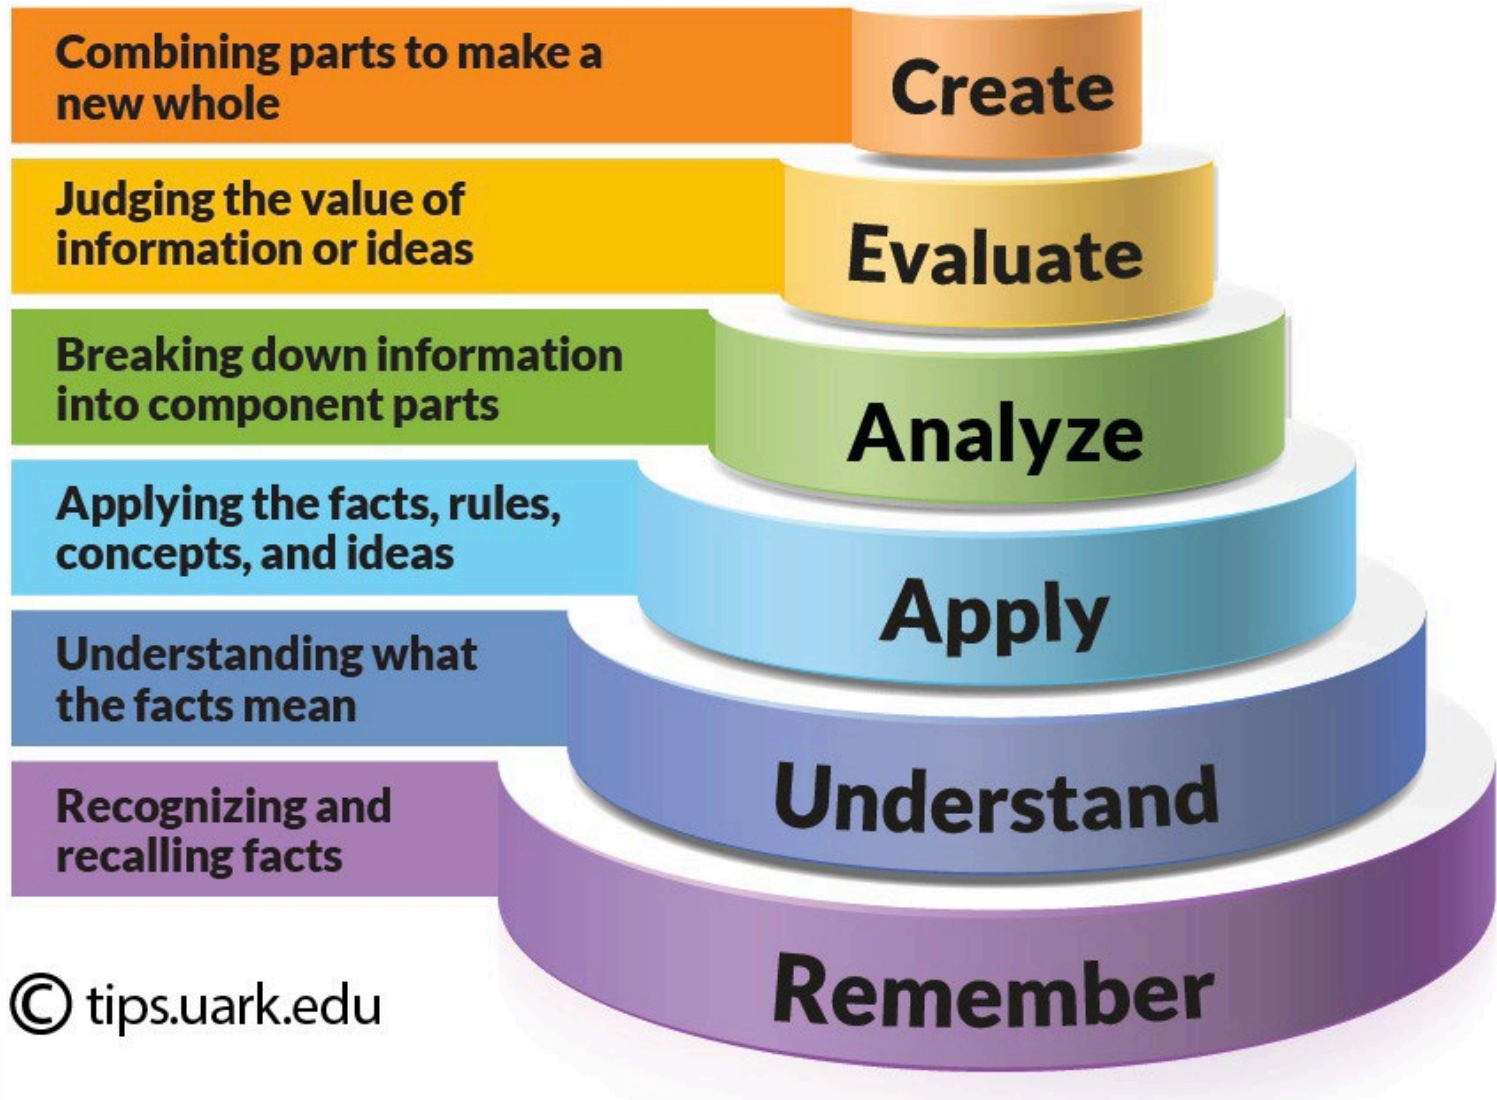 Combining parts to make a
new whole
Create
Judging the value of
information or ideas
Evaluate
Breaking down information
into component parts
Analyze
Applying the facts, rules,
concepts, and ideas
Apply
Understanding what
the facts mean
Understand
Recognizing and
recalling facts
Remember
© tips.uark.edu